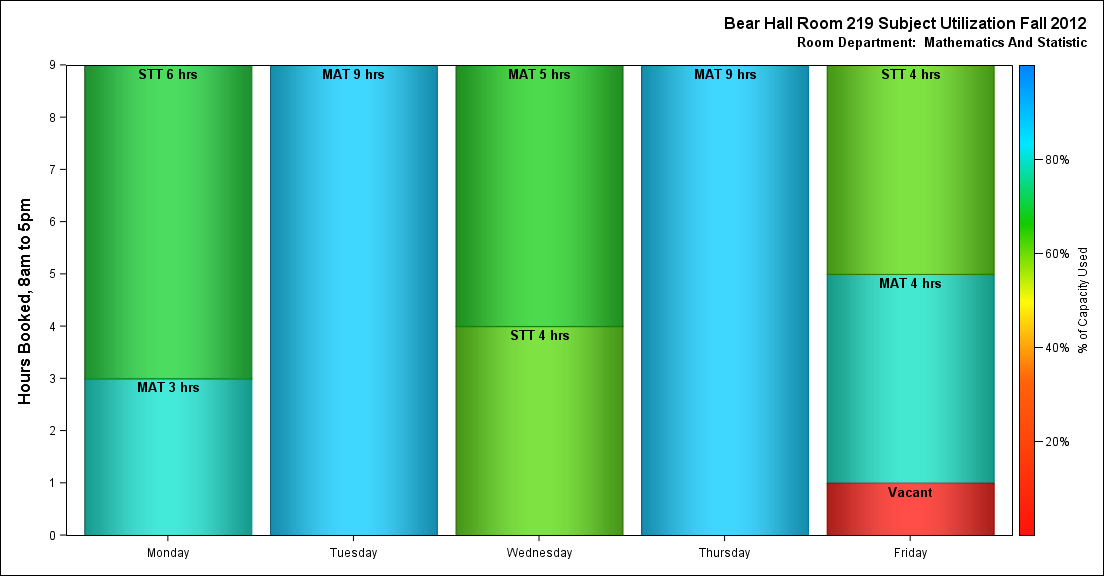 Bear Hall Room 219 Subject Utilization Fall 2012
Room Department:  Mathematics And Statistic
Hours Booked, 8am to 5pm
9
8
7
6
5
4
3
2
1
0
STT 6 hrs
MAT 3 hrs
MAT 9 hrs
MAT 5 hrs
STT 4 hrs
MAT 9 hrs
STT 4 hrs
MAT 4 hrs
Vacant
Monday
Tuesday
Wednesday
Thursday
Friday
80%
60%
40%
20%
% of Capacity Used